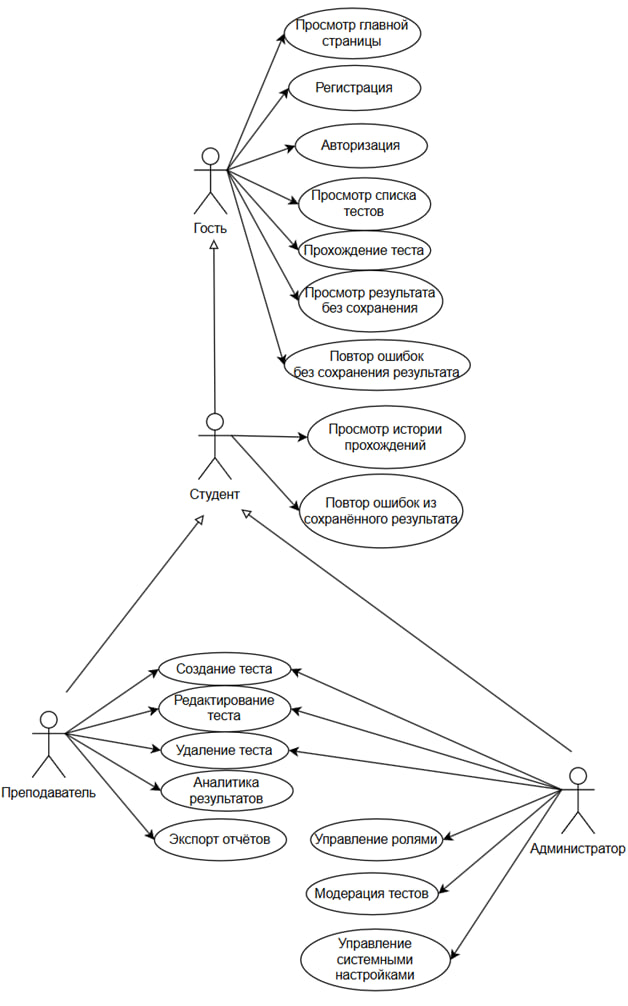 Просмотр главной
страницы
Регистрация
Авторизация
Просмотр списка
тестов
Гость
Прохождение теста
Просмотр результата
без сохранения
Повтор ошибок
без сохранения результата
Просмотр истории
прохождений
Студент
Повтор ошибок из
сохранённого результата
Создание теста
Редактирование
теста
Удаление теста
Преподаватель
Аналитика
результатов
Экспорт отчётов
Управление ролями
Администратор
Модерация тестов
Управление
системными
настройками